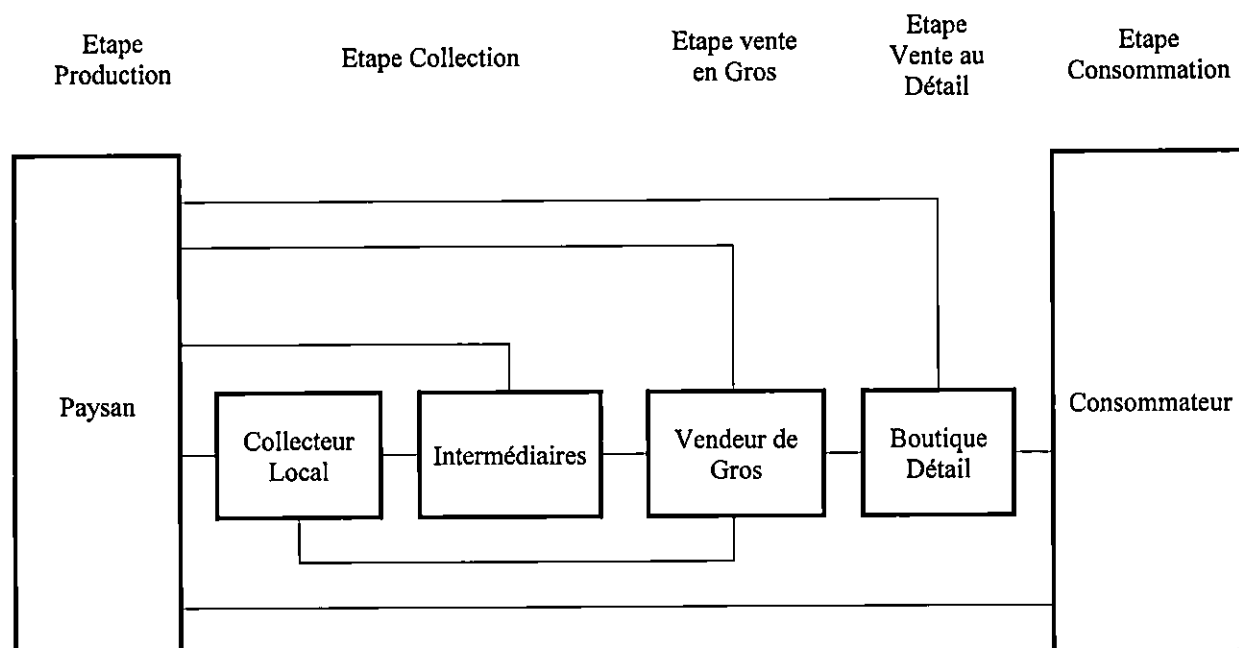 Etape
Production
Etape Collection
Etape vente
en Gros
Etape
Vente au
Détail
Etape
Consommation
Paysan
Collecteur
Local
Intermédiaires
Vendeur de
Gros
Boutique
Détail
Consommateur